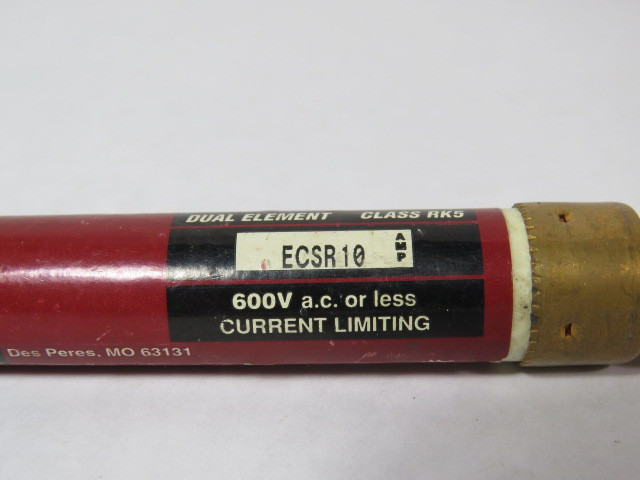 DUAL ELEMENT CLASS RK5
ECSR10 AMP
600V a.c. or less
CURRENT LIMITING
Des Peres, MO 63131